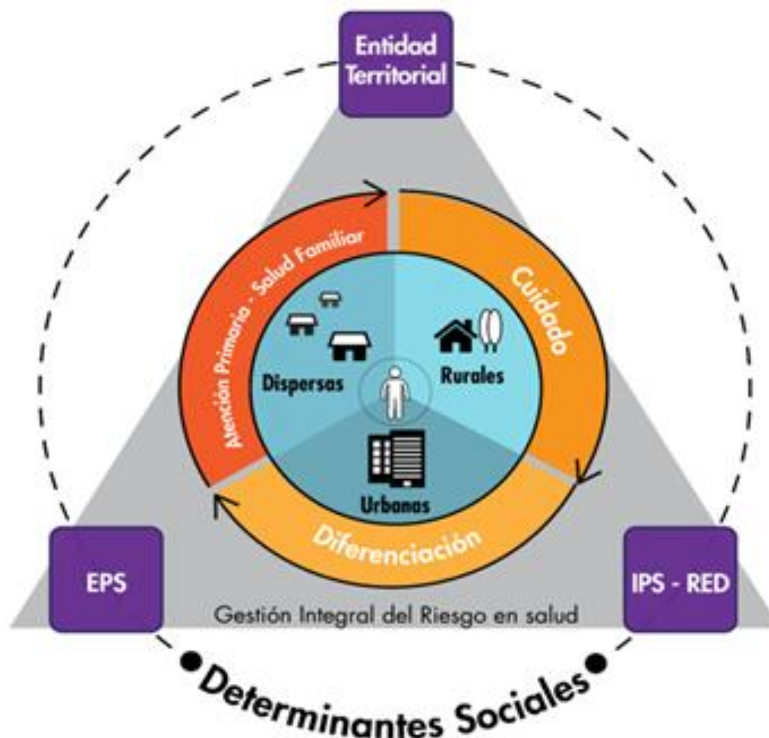 Entidad
Territorial
Atención Primaria - Salud Familiar
Cuidado
Dispersas
Rurales
Urbanas
Diferenciación
EPS
IPS - RED
Gestión Integral del Riesgo en salud
Determinantes Sociales